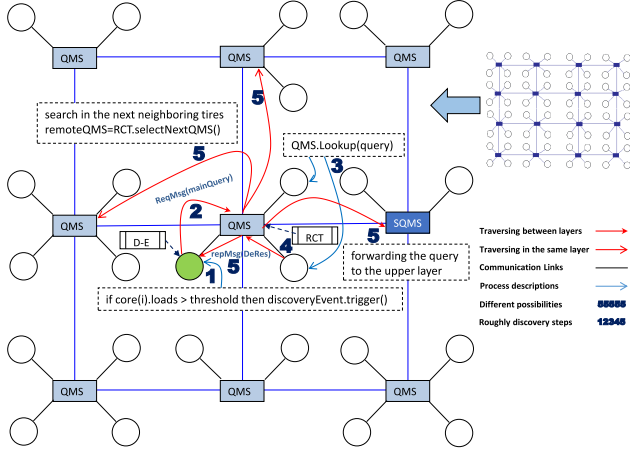 QMS
QMS
QMS
5
search in the next neighboring tires
remoteQMS=RCT.selectNextQMS()
QMS.Lookup(query)
5
3
ReqMsg(mainQuery)
2
QMS
QMS
SQMS
D-E
RCT
5
4
repMsg(DeRes)
5
1
forwarding the query
to the upper layer
if core(i).loads > threshold then discoveryEvent.trigger()
QMS
QMS
QMS
Traversing between layers
Traversing in the same layer
Communication Links
Process descriptions
Different possibilities
55555
Roughly discovery steps
12345